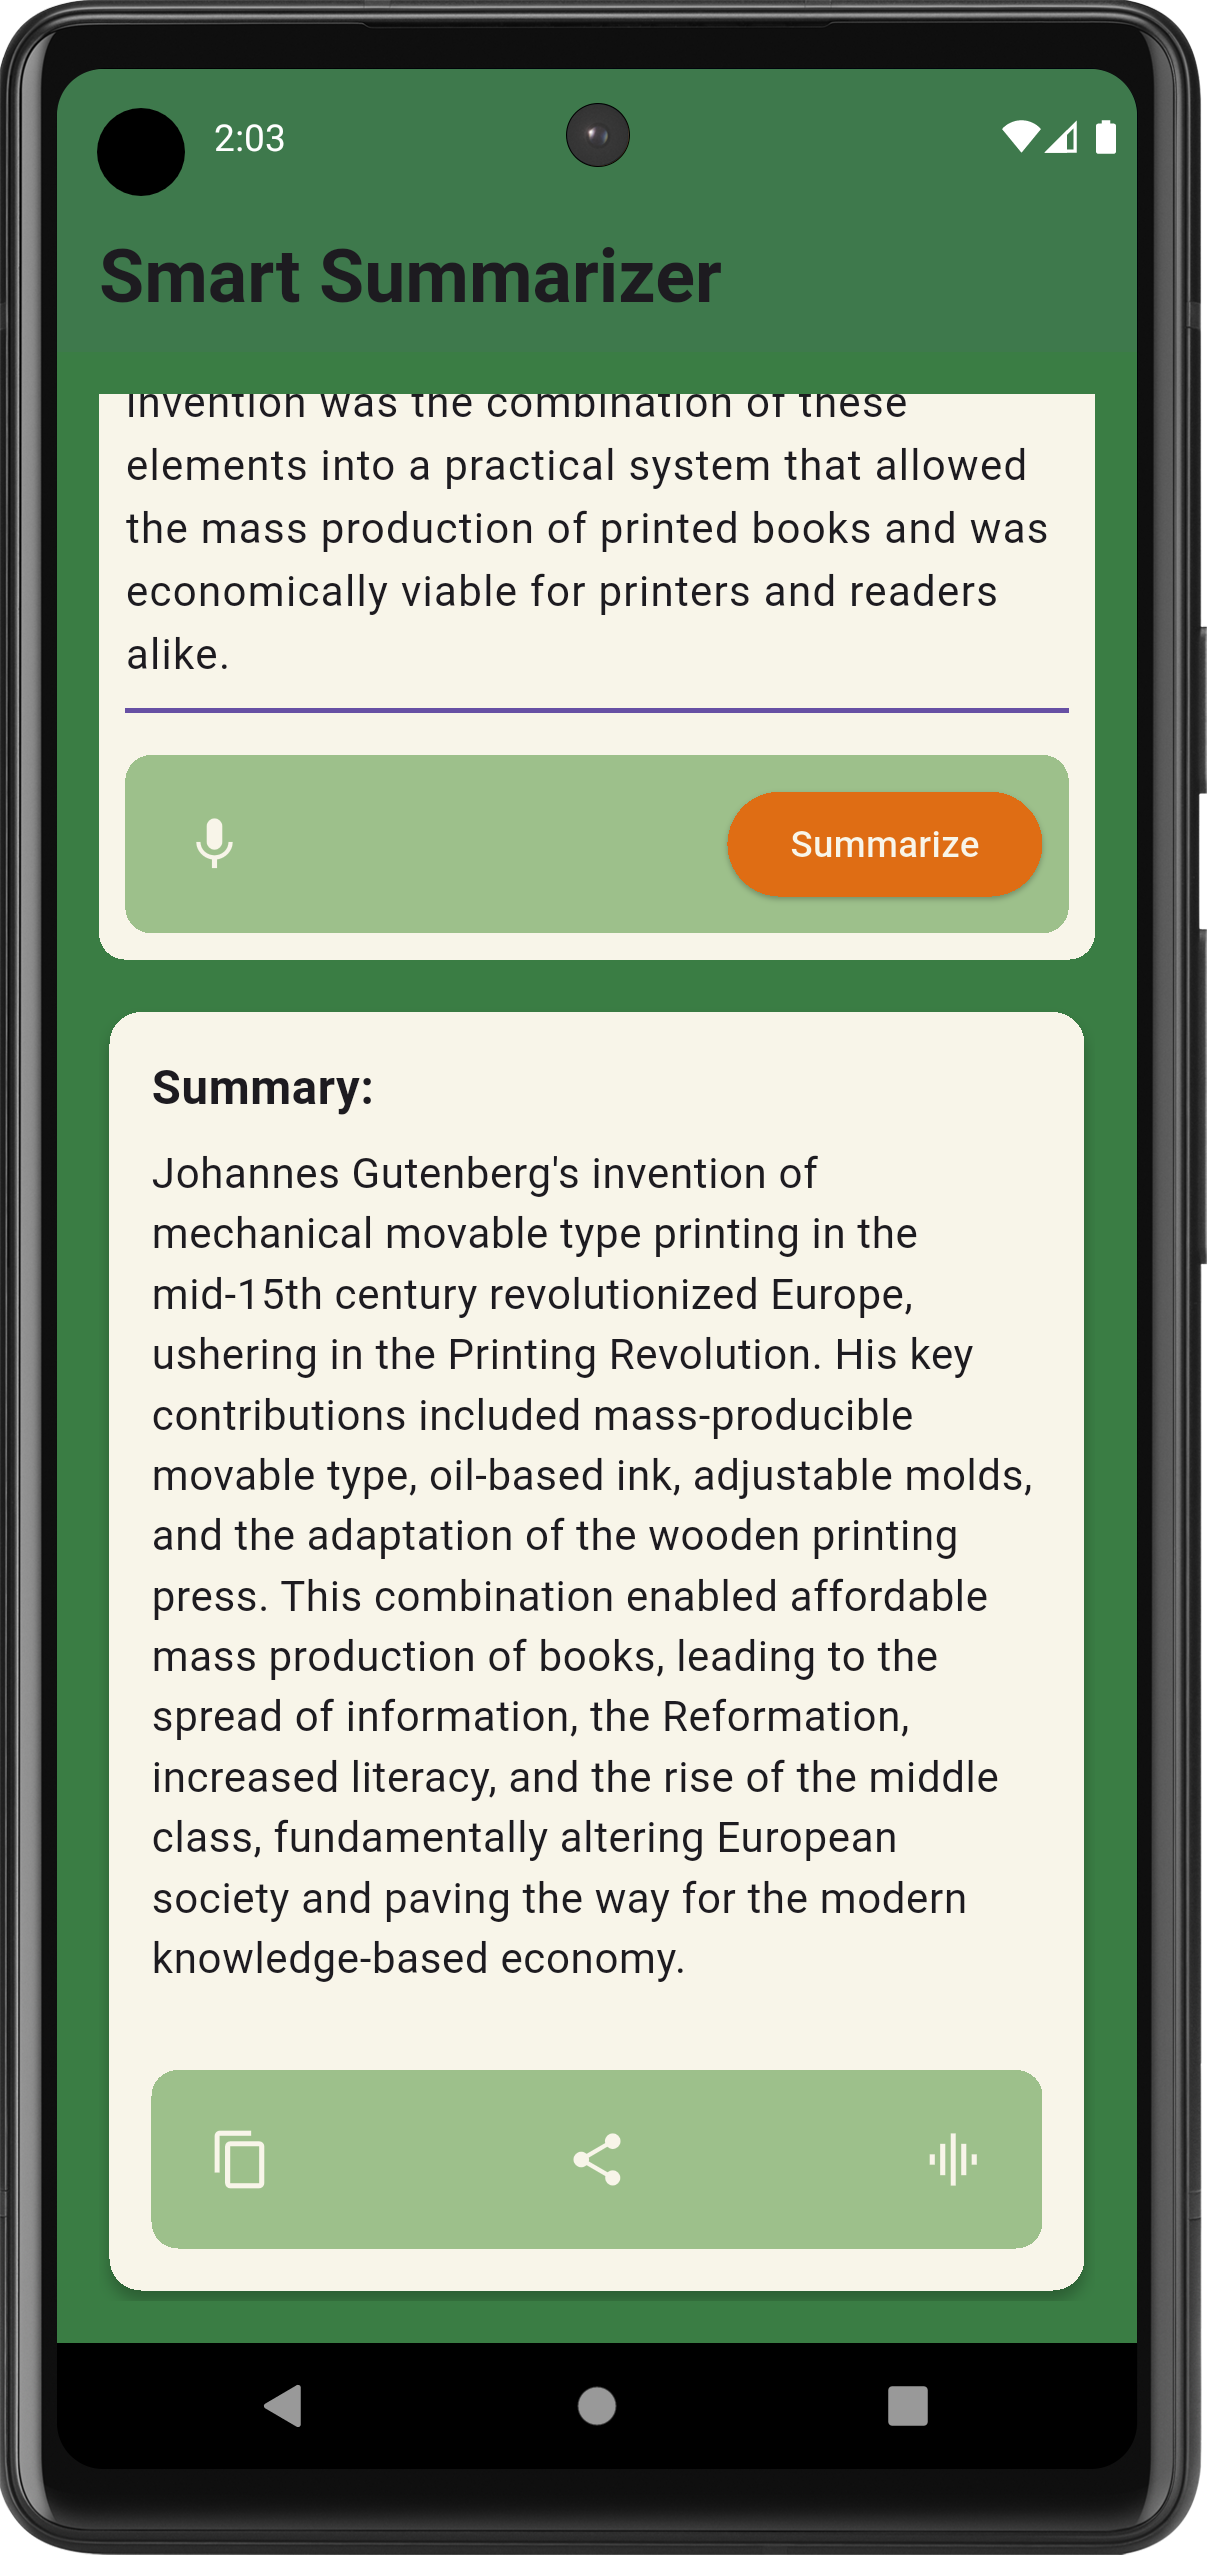 2:03
Smart Summarizer
invention was the combination of these
elements into a practical system that allowed
the mass production of printed books and was
economically viable for printers and readers
alike.
Summarize
Summary:
Johannes Gutenberg's invention of
mechanical movable type printing in the
mid-15th century revolutionized Europe,
ushering in the Printing Revolution. His key
contributions included mass-producible
movable type, oil-based ink, adjustable molds,
and the adaptation of the wooden printing
press. This combination enabled affordable
mass production of books, leading to the
spread of information, the Reformation,
increased literacy, and the rise of the middle
class, fundamentally altering European
society and paving the way for the modern
knowledge-based economy.